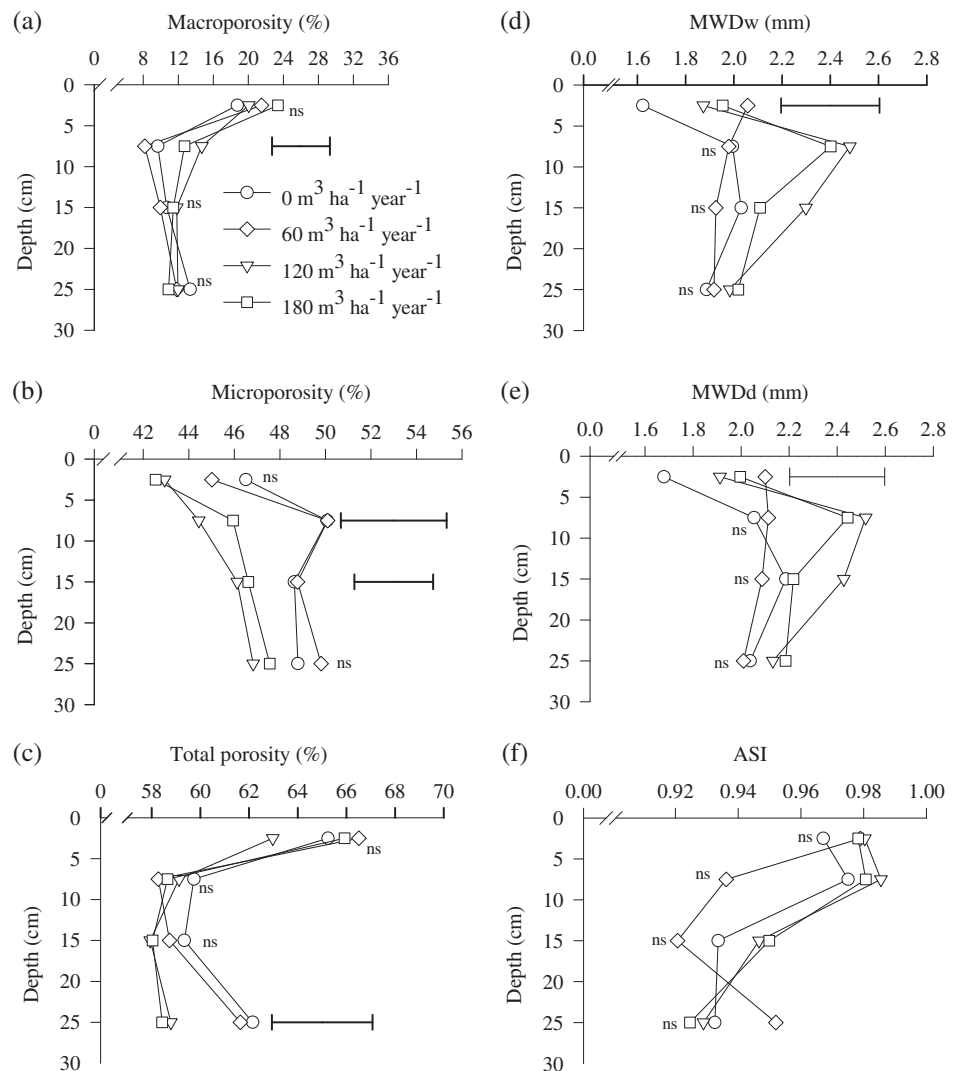 (a)
Macroporosity (%)
0 8 12 16 20 24 28 32 36
Depth (cm)
0
5
10
15
20
25
30
ns
ns
ns
0 m³ ha⁻¹ year⁻¹
60 m³ ha⁻¹ year⁻¹
120 m³ ha⁻¹ year⁻¹
180 m³ ha⁻¹ year⁻¹
(d)
MWDw (mm)
0.0 1.6 1.8 2.0 2.2 2.4 2.6 2.8
Depth (cm)
0
5
10
15
20
25
30
ns
ns
ns
(b)
Microporosity (%)
0 42 44 46 48 50 52 54 56
Depth (cm)
0
5
10
15
20
25
30
ns
ns
(e)
MWDd (mm)
0.0 1.6 1.8 2.0 2.2 2.4 2.6 2.8
Depth (cm)
0
5
10
15
20
25
30
ns
ns
ns
(c)
Total porosity (%)
0 58 60 62 64 66 68 70
Depth (cm)
0
5
10
15
20
25
30
ns
ns
ns
(f)
ASI
0.00 0.92 0.94 0.96 0.98 1.00
Depth (cm)
0
5
10
15
20
25
30
ns
ns
ns
ns